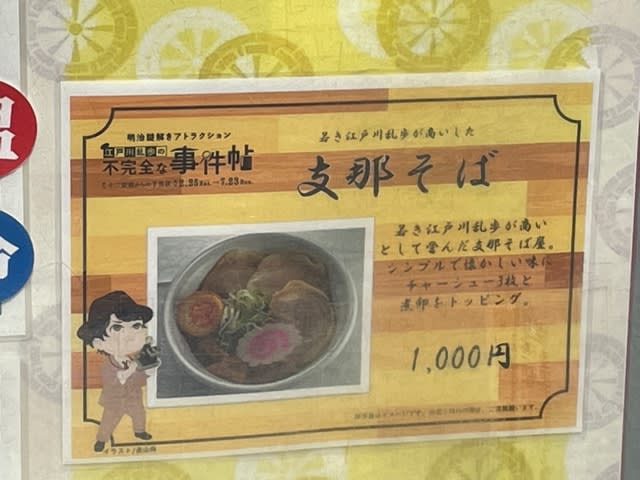 明治謎解きアトラクション
江戸川乱歩の
不完全な事件帖
2.25Sat.→7.23Sun.
若き江戸川乱歩が商いした
支那そば
若き江戸川乱歩が商い
として営んだ支那そば屋。
シンプルで懐かしい味に
チャーシュー3枚と
煮卵をトッピング。
1,000円